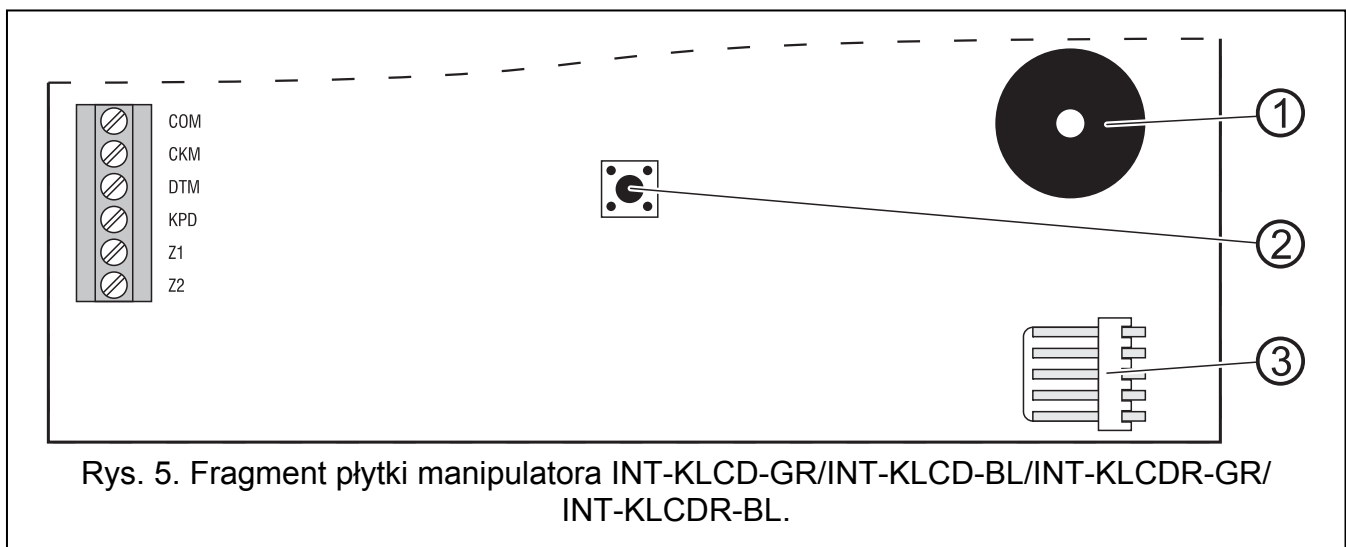 COM
CKM
DTM
KPD
Z1
Z2
1
2
3
Rys. 5. Fragment płytki manipulatora INT-KLCD-GR/INT-KLCD-BL/INT-KLCDR-GR/
INT-KLCDR-BL.